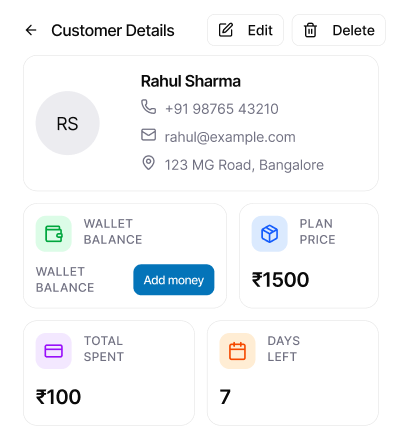 Customer Details
Edit
Delete
Rahul Sharma
RS
+91 98765 43210
rahul@example.com
123 MG Road, Bangalore
WALLET
BALANCE
WALLET
BALANCE
Add money
PLAN
PRICE
₹1500
TOTAL
SPENT
₹100
DAYS
LEFT
7